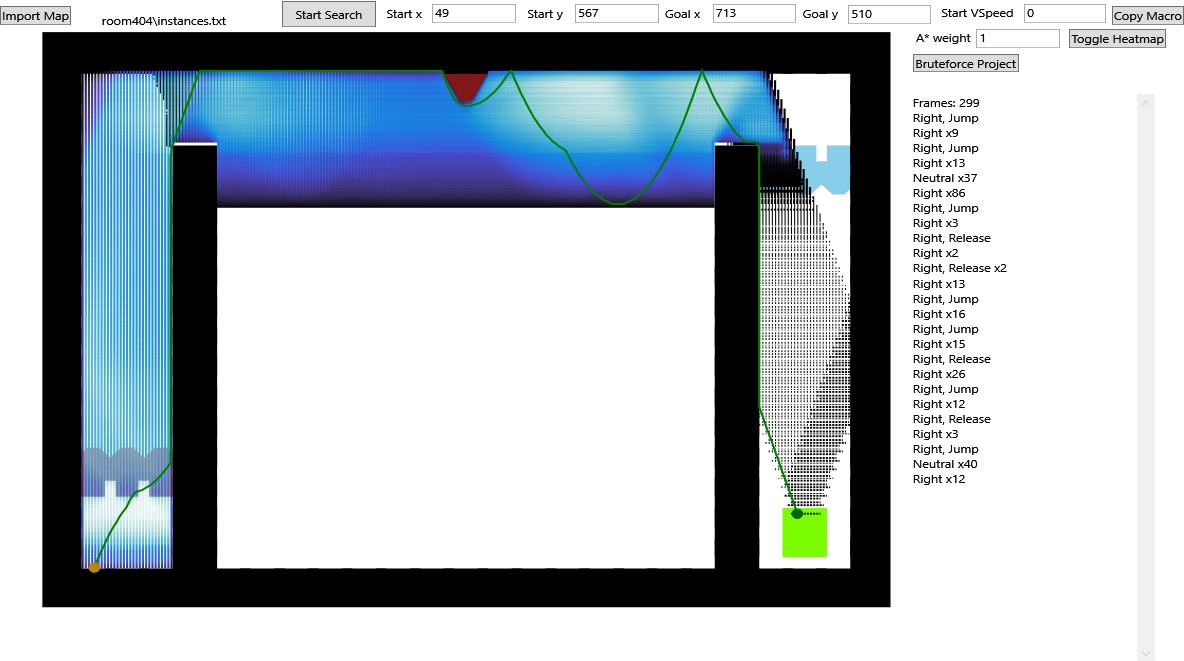 Import Map
room404\instances.txt
Start Search
Start x 49 Start y 567 Goal x 713 Goal y 510 Start VSpeed 0
Copy Macro
A* weight 1
Toggle Heatmap
Bruteforce Project
Frames: 299
Right, Jump
Right x9
Right, Jump
Right x13
Neutral x37
Right x86
Right, Jump
Right x3
Right, Release
Right x2
Right, Release x2
Right x13
Right, Jump
Right x16
Right, Jump
Right x15
Right, Release
Right x26
Right, Jump
Right x12
Right, Release
Right x3
Right, Jump
Neutral x40
Right x12